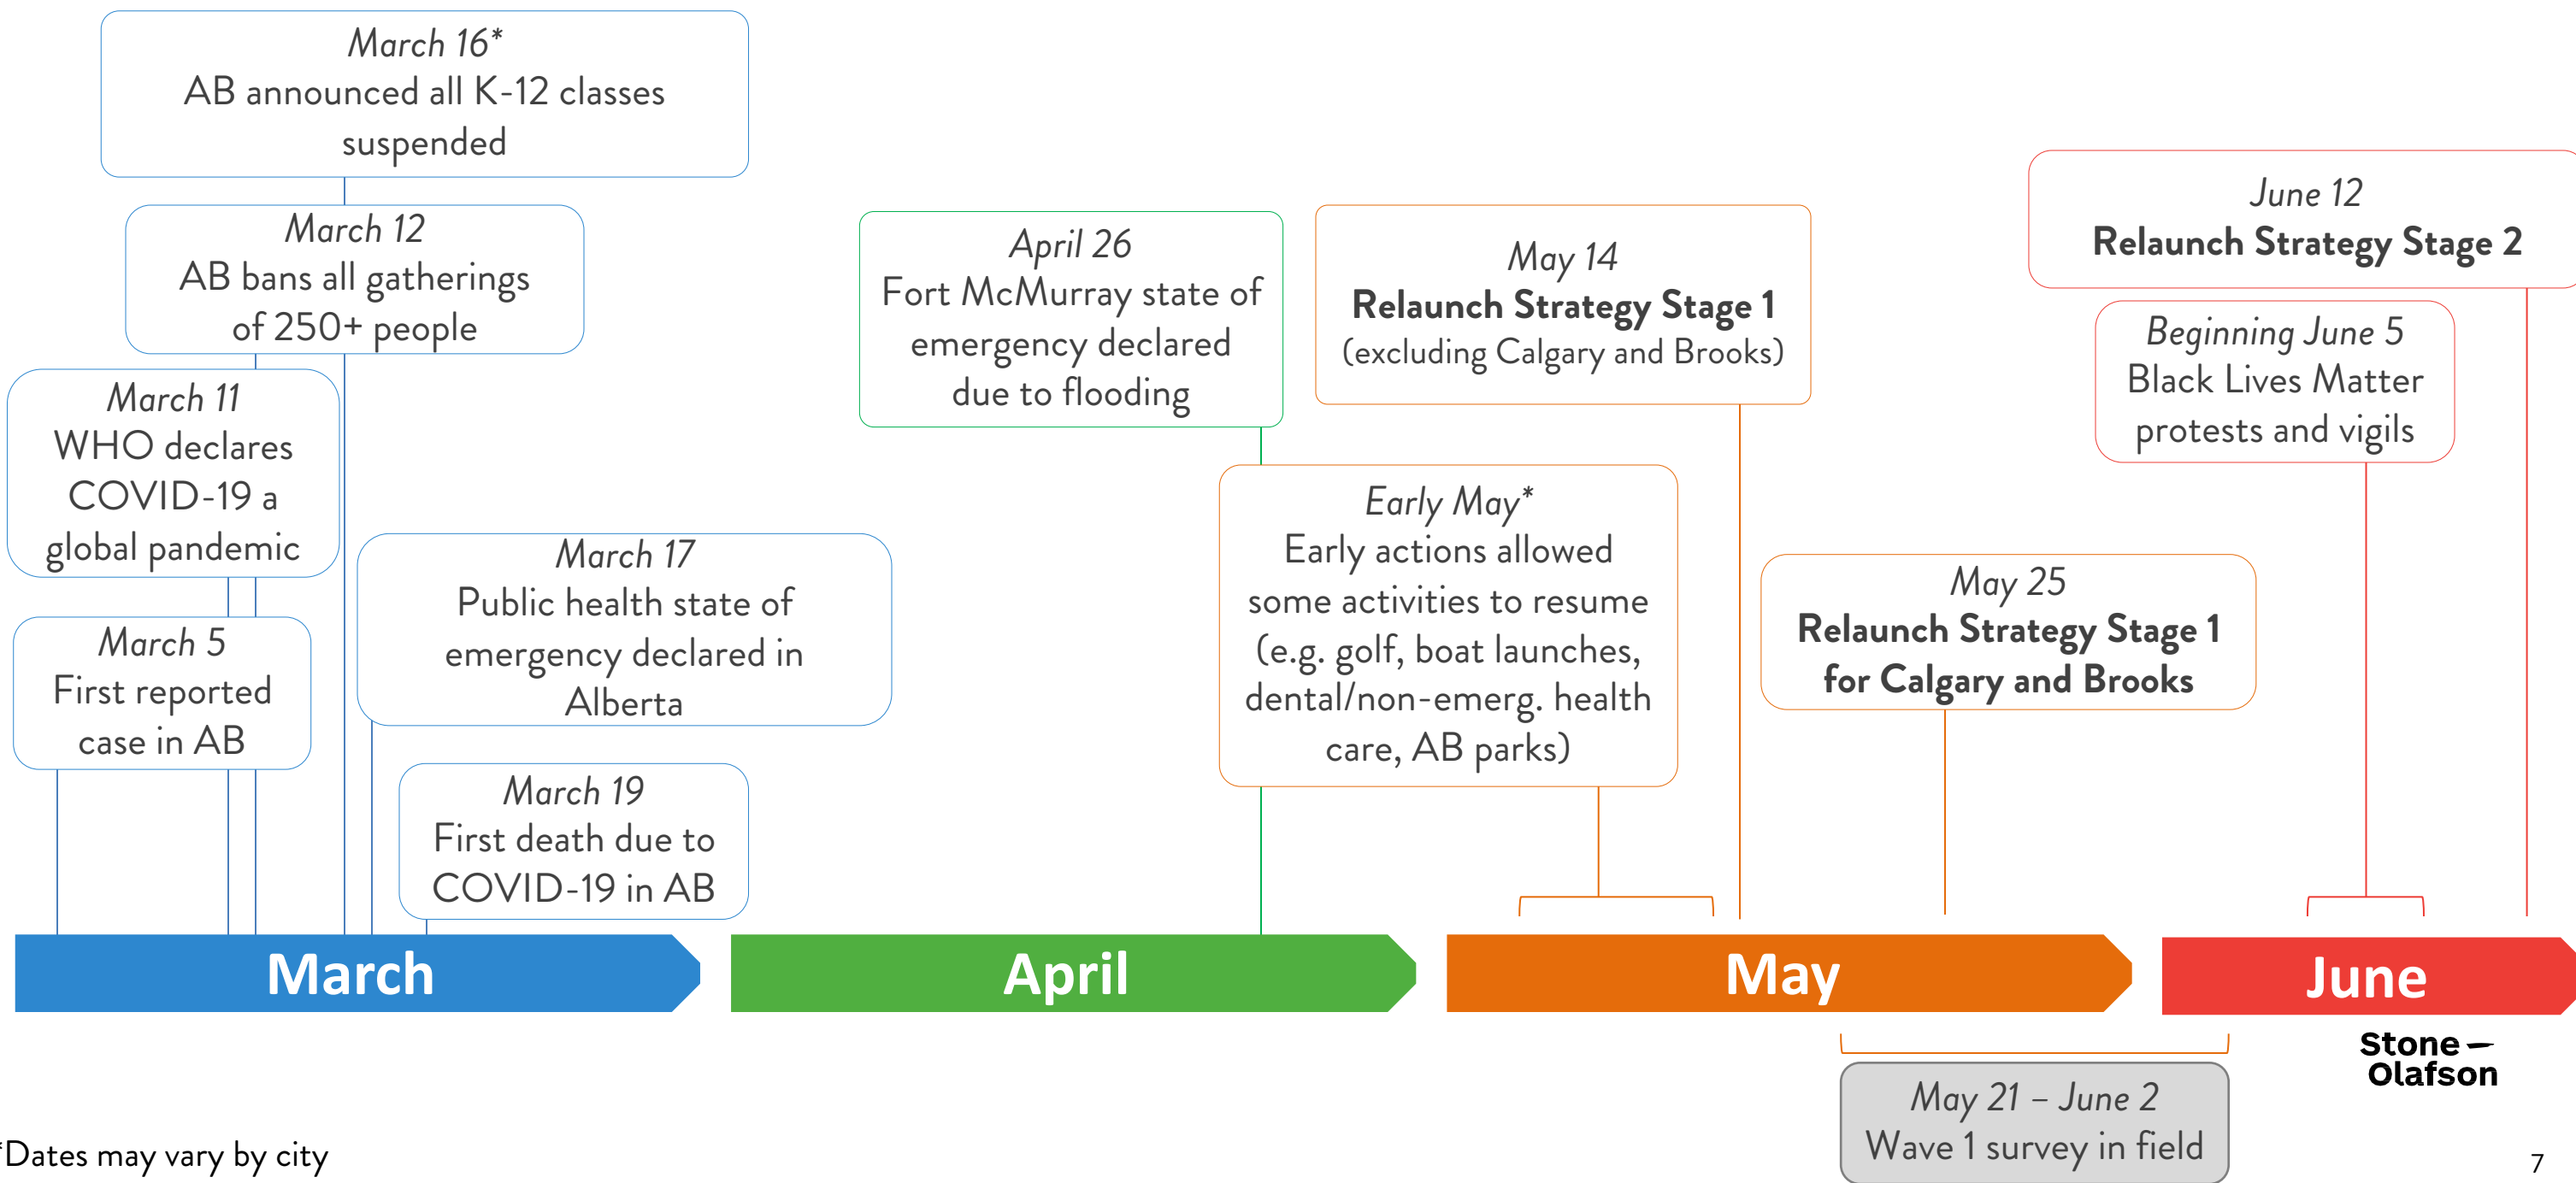 March 16*
AB announced all K-12 classes
suspended
March 12
AB bans all gatherings
of 250+ people
March 11
WHO declares
COVID-19 a
global pandemic
March 5
First reported
case in AB
March 17
Public health state of
emergency declared in
Alberta
March 19
First death due to
COVID-19 in AB
April 26
Fort McMurray state of
emergency declared
due to flooding
Early May*
Early actions allowed
some activities to resume
(e.g. golf, boat launches,
dental/non-emerg. health
care, AB parks)
May 14
Relaunch Strategy Stage 1
(excluding Calgary and Brooks)
May 25
Relaunch Strategy Stage 1
for Calgary and Brooks
June 12
Relaunch Strategy Stage 2
Beginning June 5
Black Lives Matter
protests and vigils
March
April
May
June
May 21 – June 2
Wave 1 survey in field
Stone –
Olafson
*Dates may vary by city
7